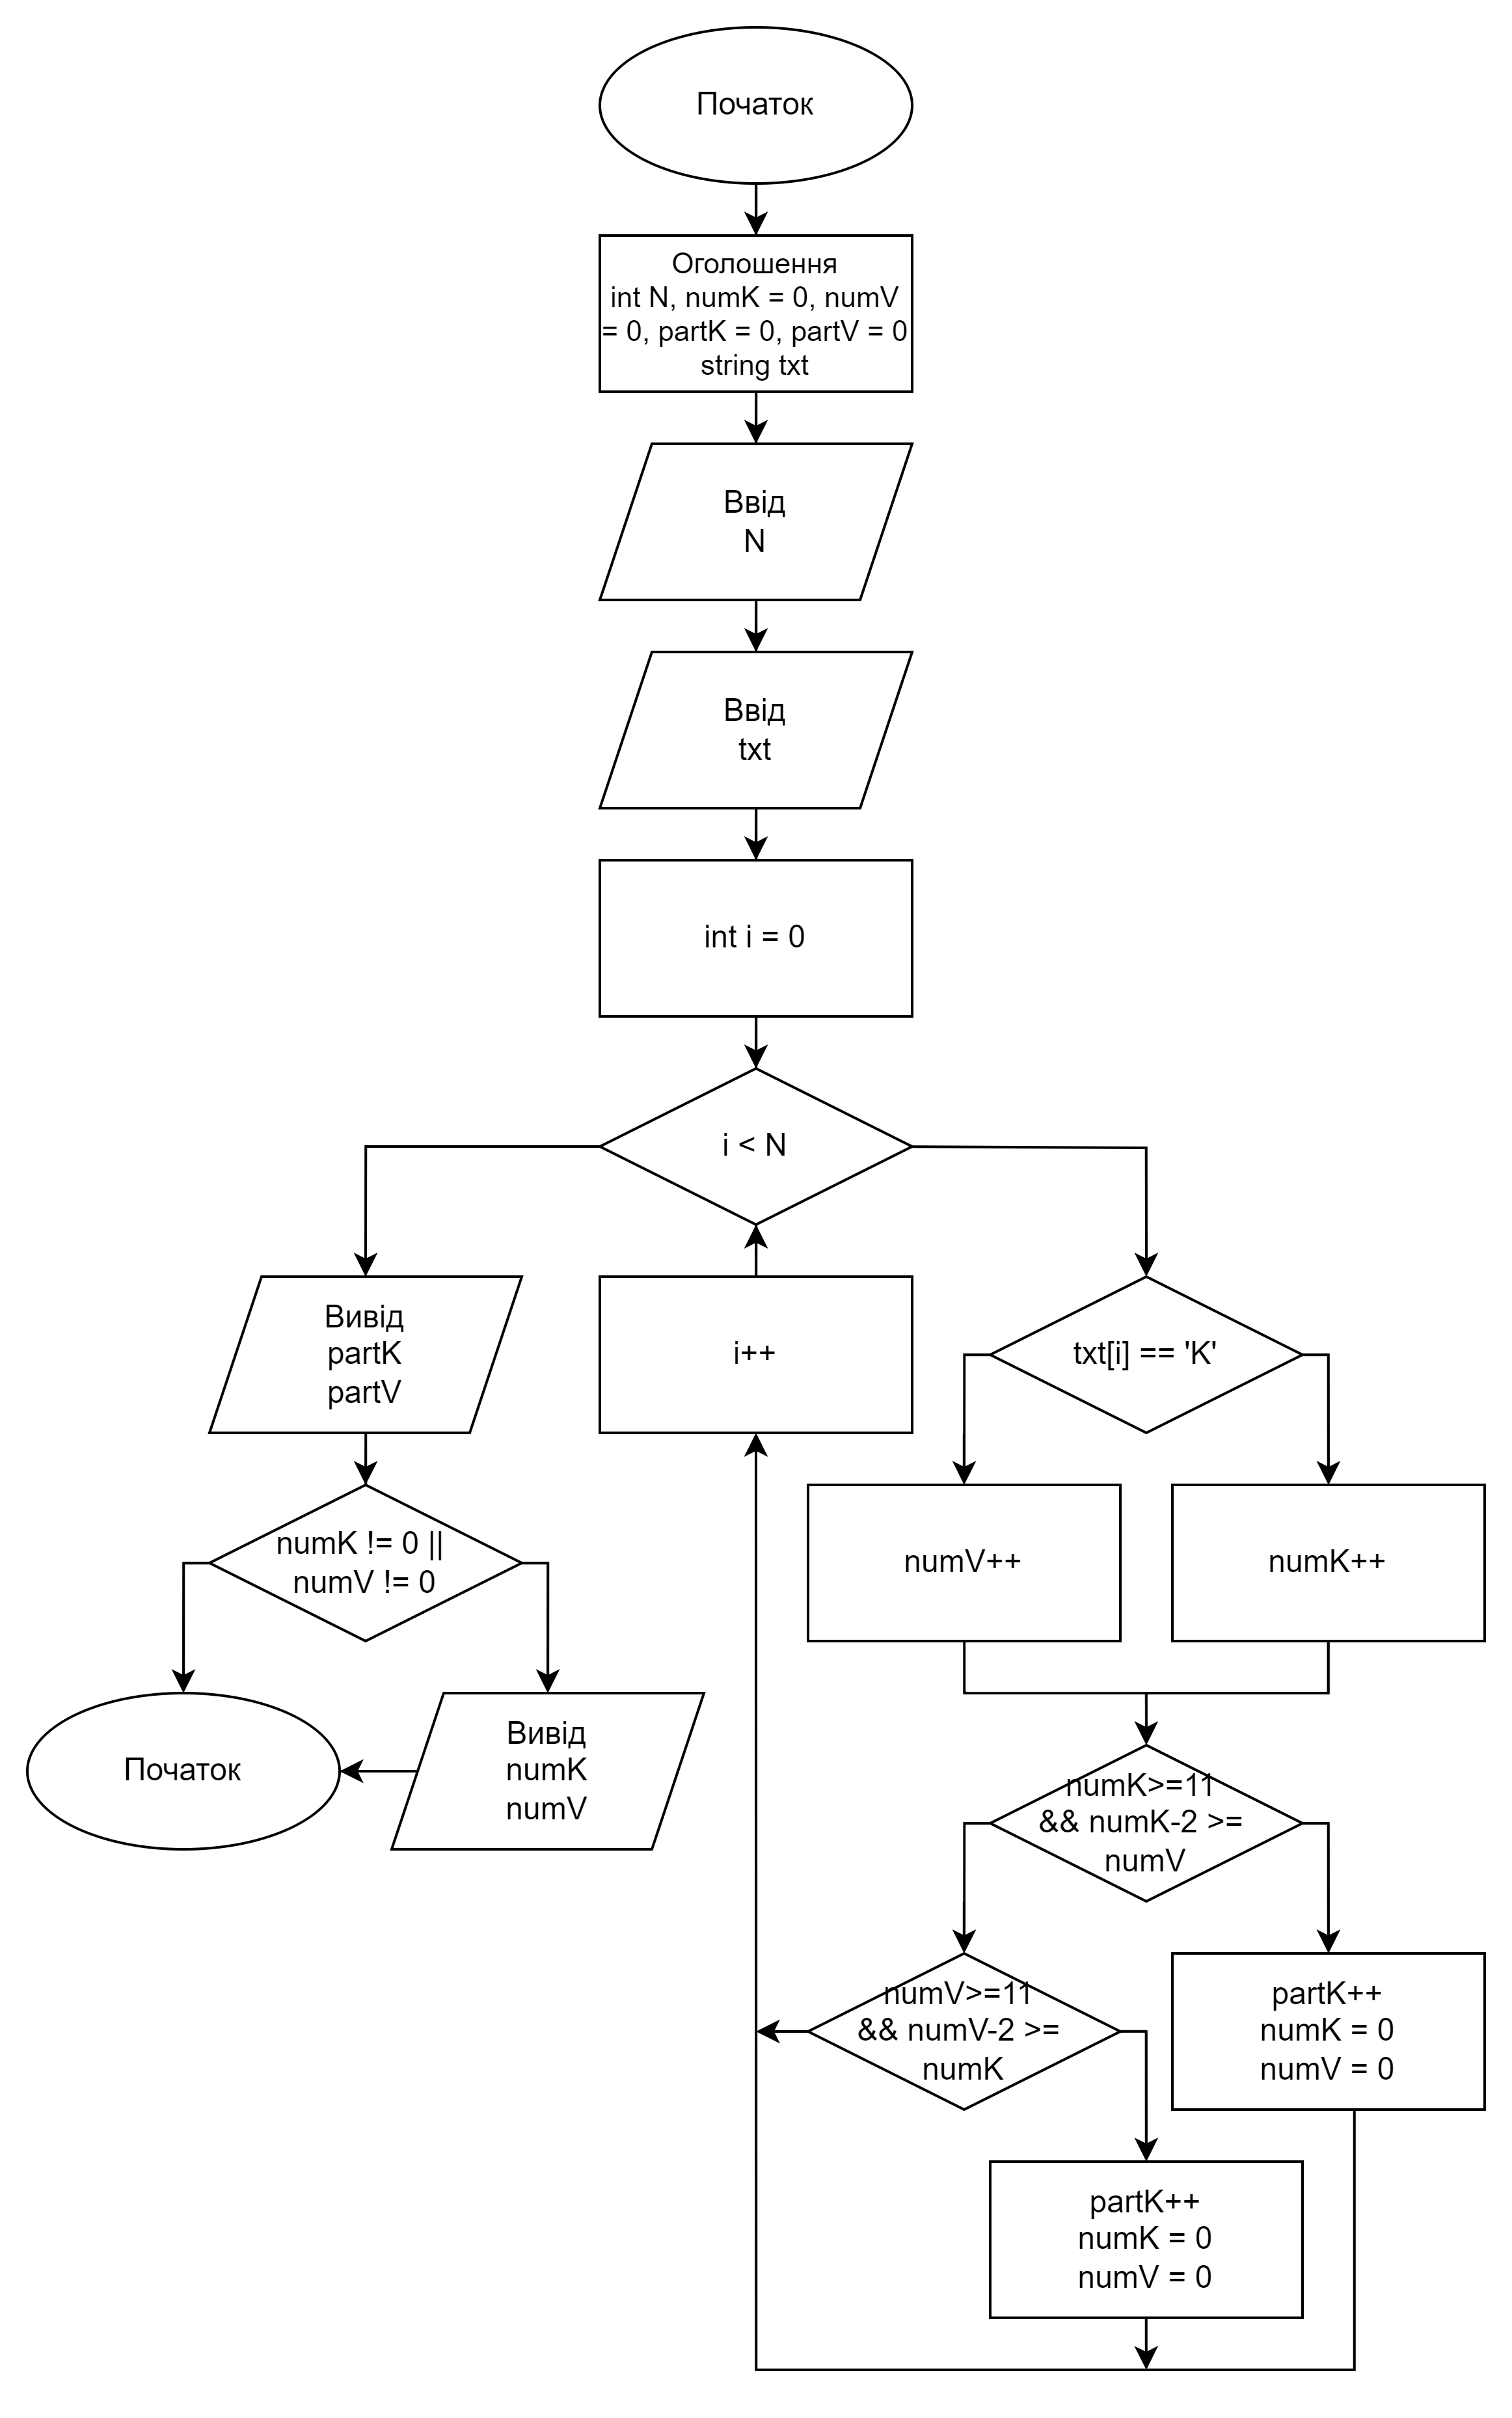 Початок
Оголошення
int N, numK = 0, numV
= 0, partK = 0, partV = 0
string txt
Ввід
N
Ввід
txt
int i = 0
i < N
Вивід
partK
partV
i++
txt[i] == 'K'
numK != 0 ||
numV != 0
numV++
numK++
Початок
Вивід
numK
numV
numK>=11
&& numK-2 >=
numV
numV>=11
&& numV-2 >=
numK
partK++
numK = 0
numV = 0
partK++
numK = 0
numV = 0